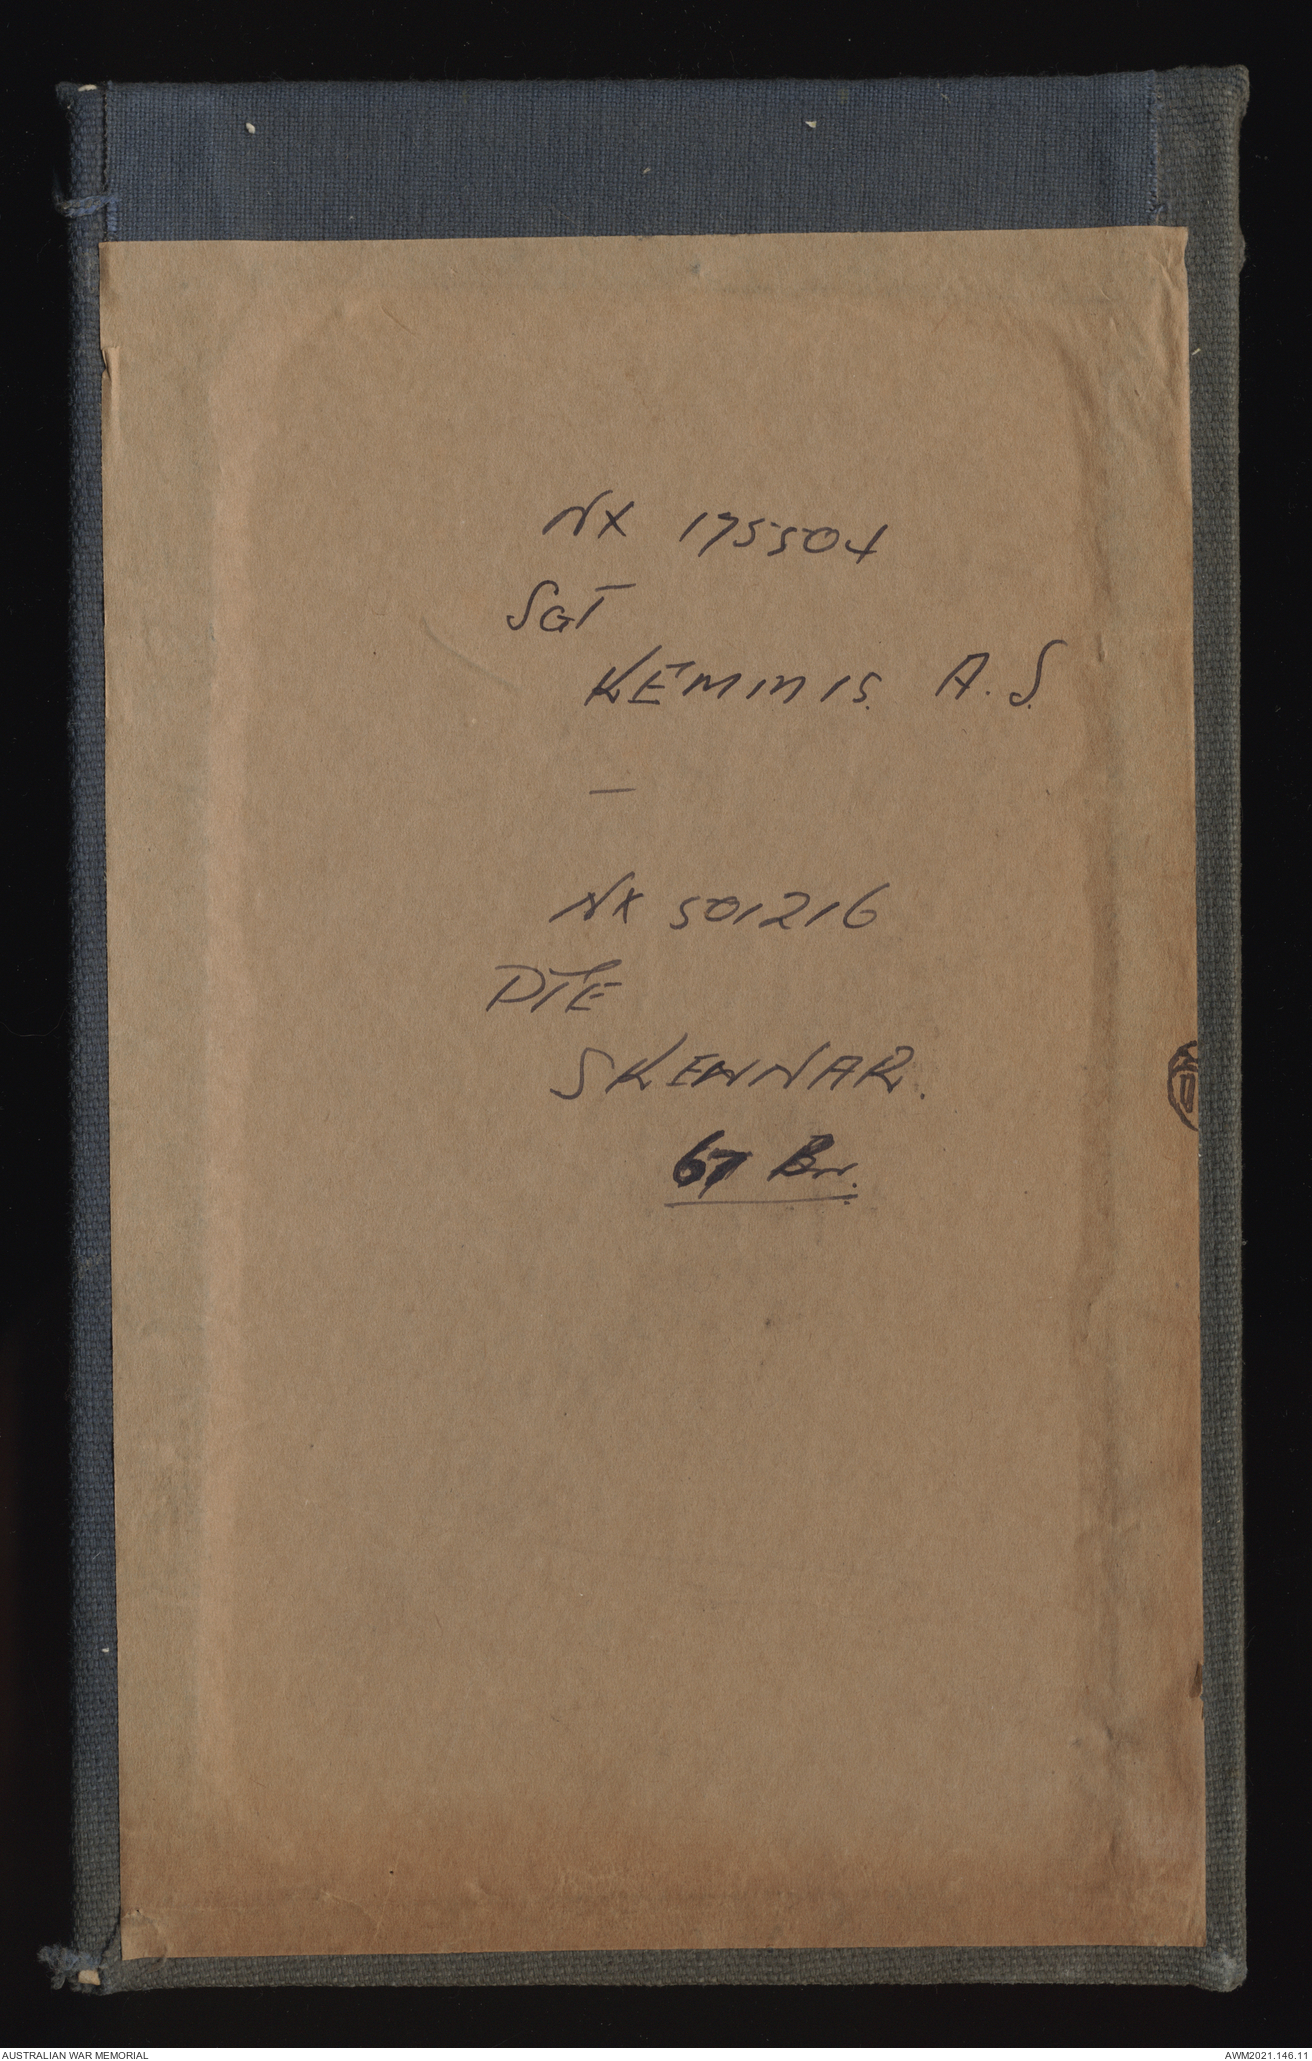 NX 175504
SGT
KEMMIS. A.S.
—
NX 501216
PTE
SKENNAR.
67 Bn.
AUSTRALIAN WAR MEMORIAL
AWM2021.146.11